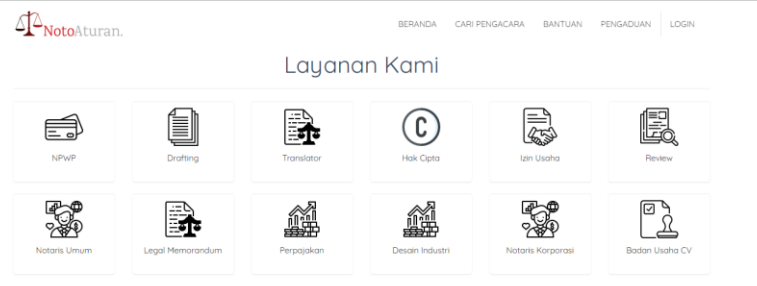 NotoAturan.
BERANDA CARI PENGACARA BANTUAN PENGADUAN LOGIN
Layanan Kami
NPWP Drafting Translator Hak Cipta Izin Usaha Review
Notaris Umum Legal Memorandum Perpajakan Desain Industri Notaris Korporasi Badan Usaha CV